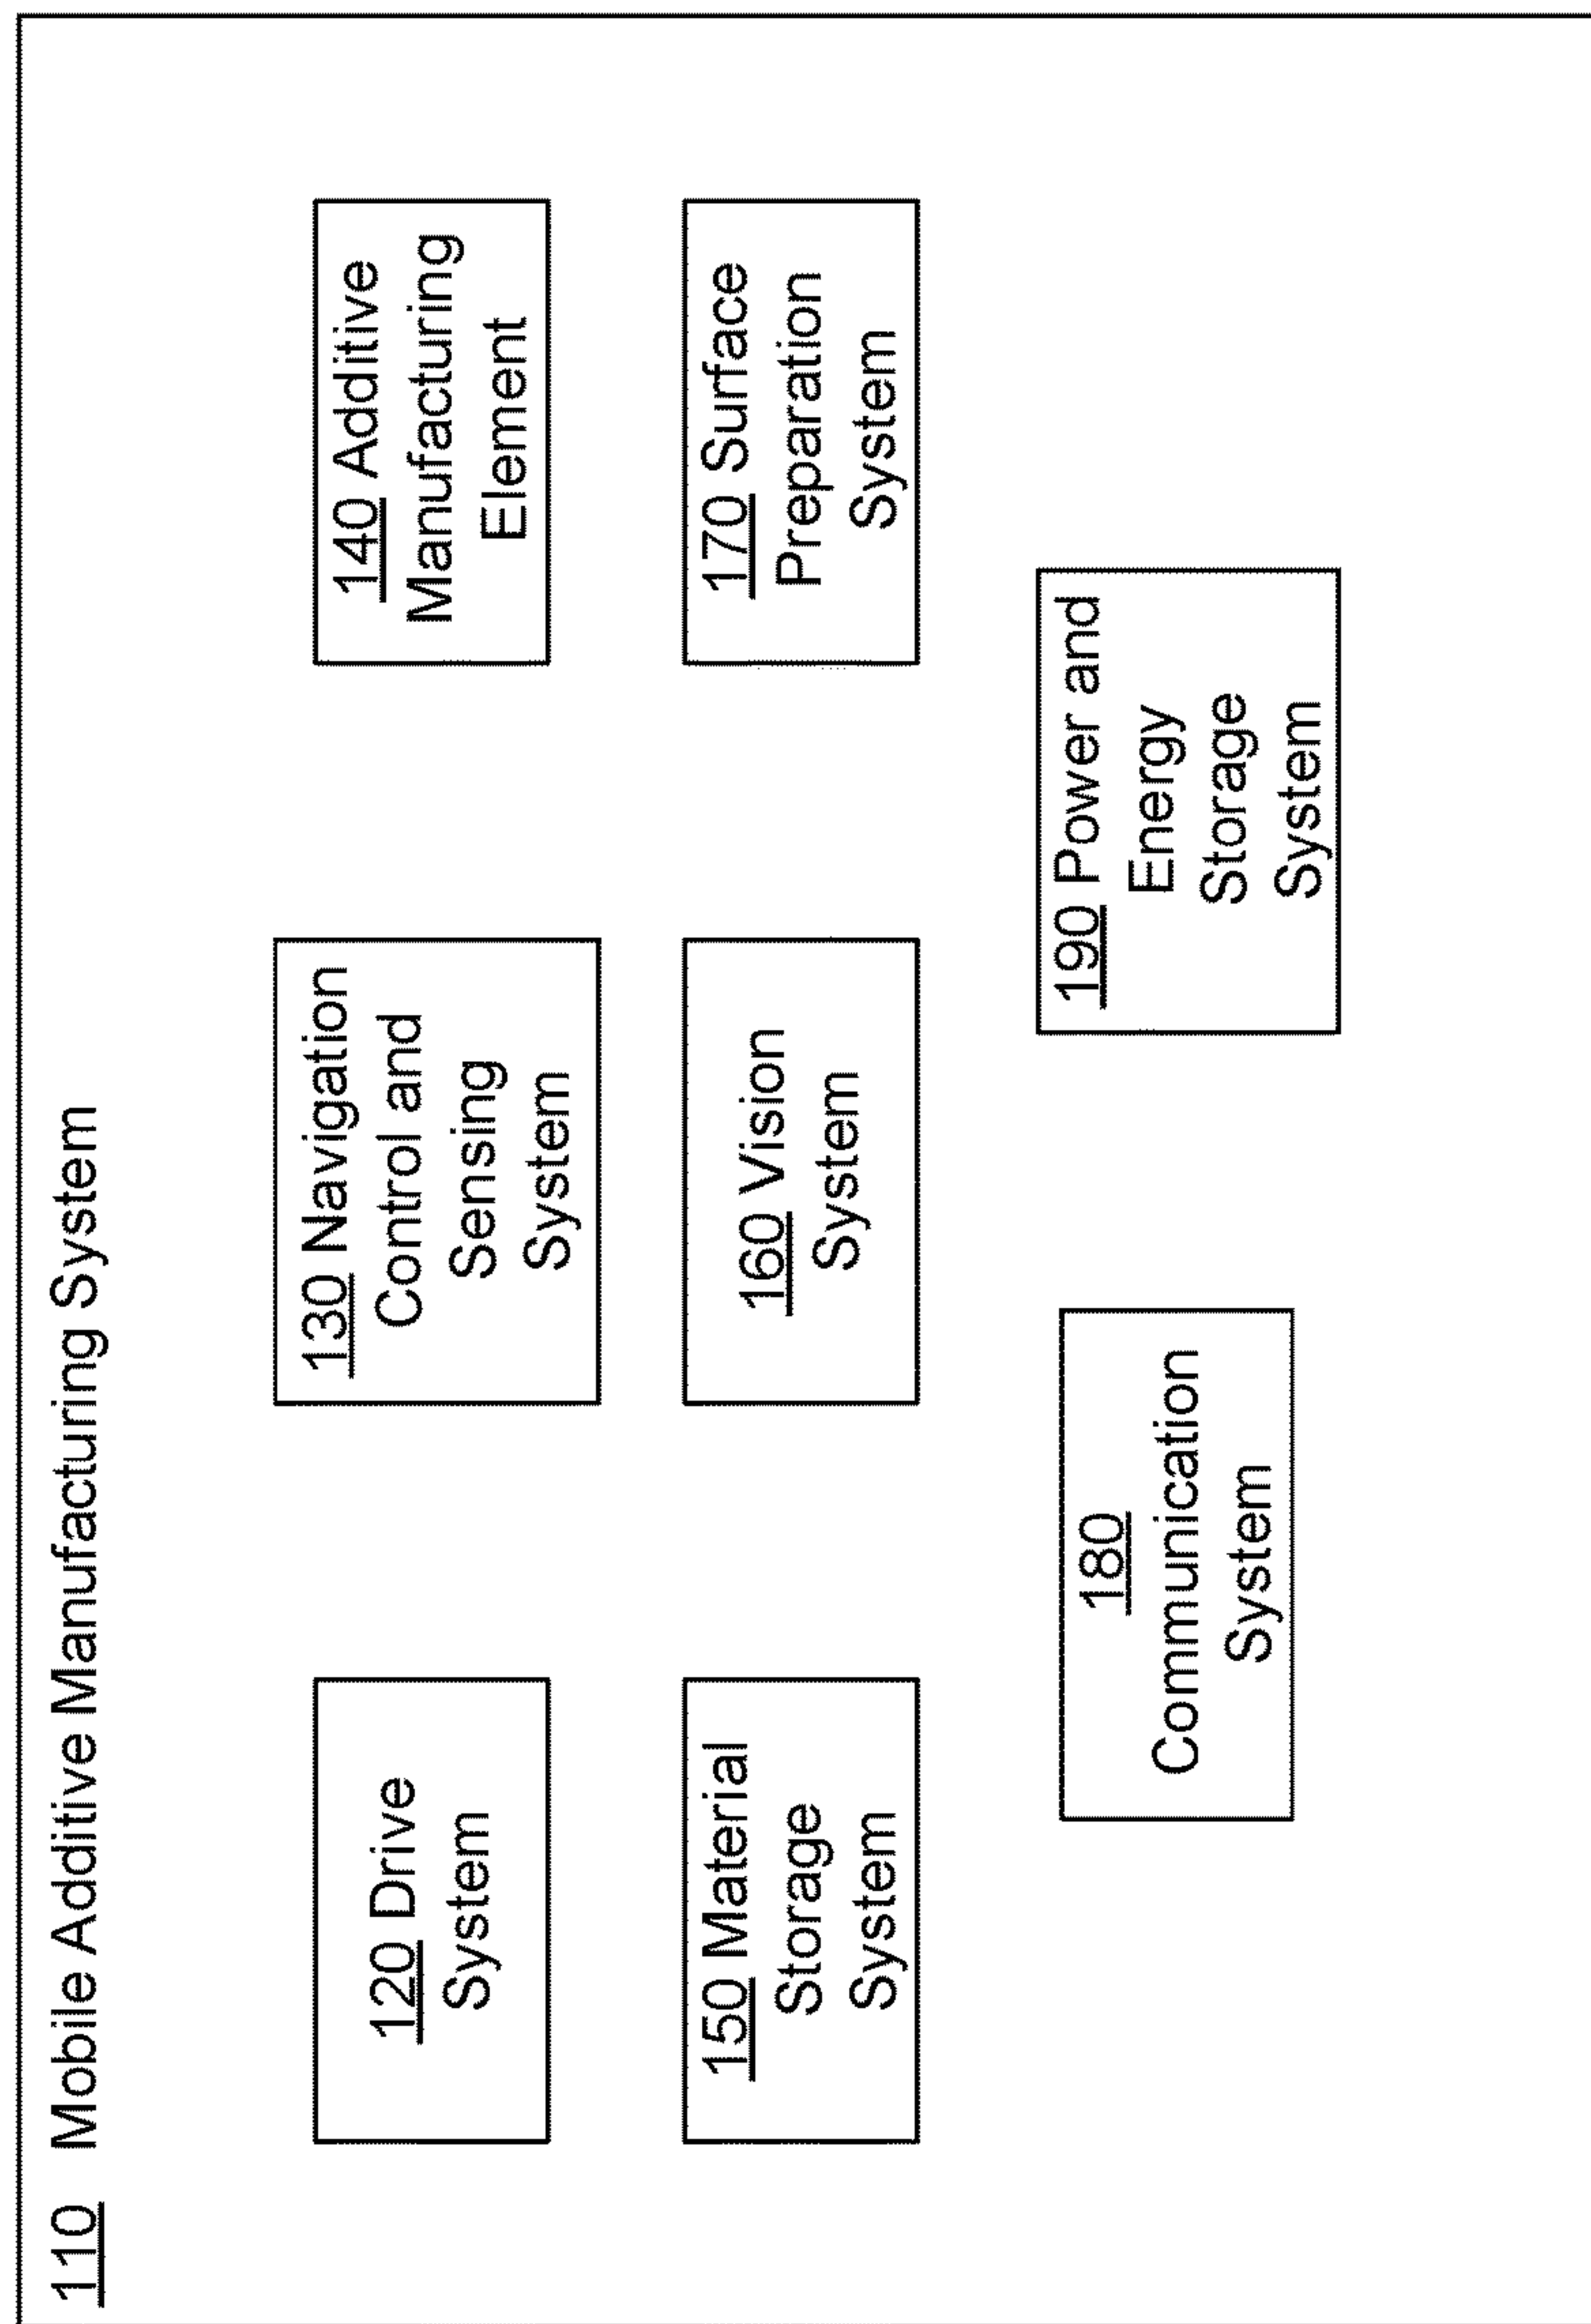 110 Mobile Additive Manufacturing System
120 Drive
System
130 Navigation
Control and
Sensing
System
140 Additive
Manufacturing
Element
150 Material
Storage
System
160 Vision
System
170 Surface
Preparation
System
180
Communication
System
190 Power and
Energy
Storage
System